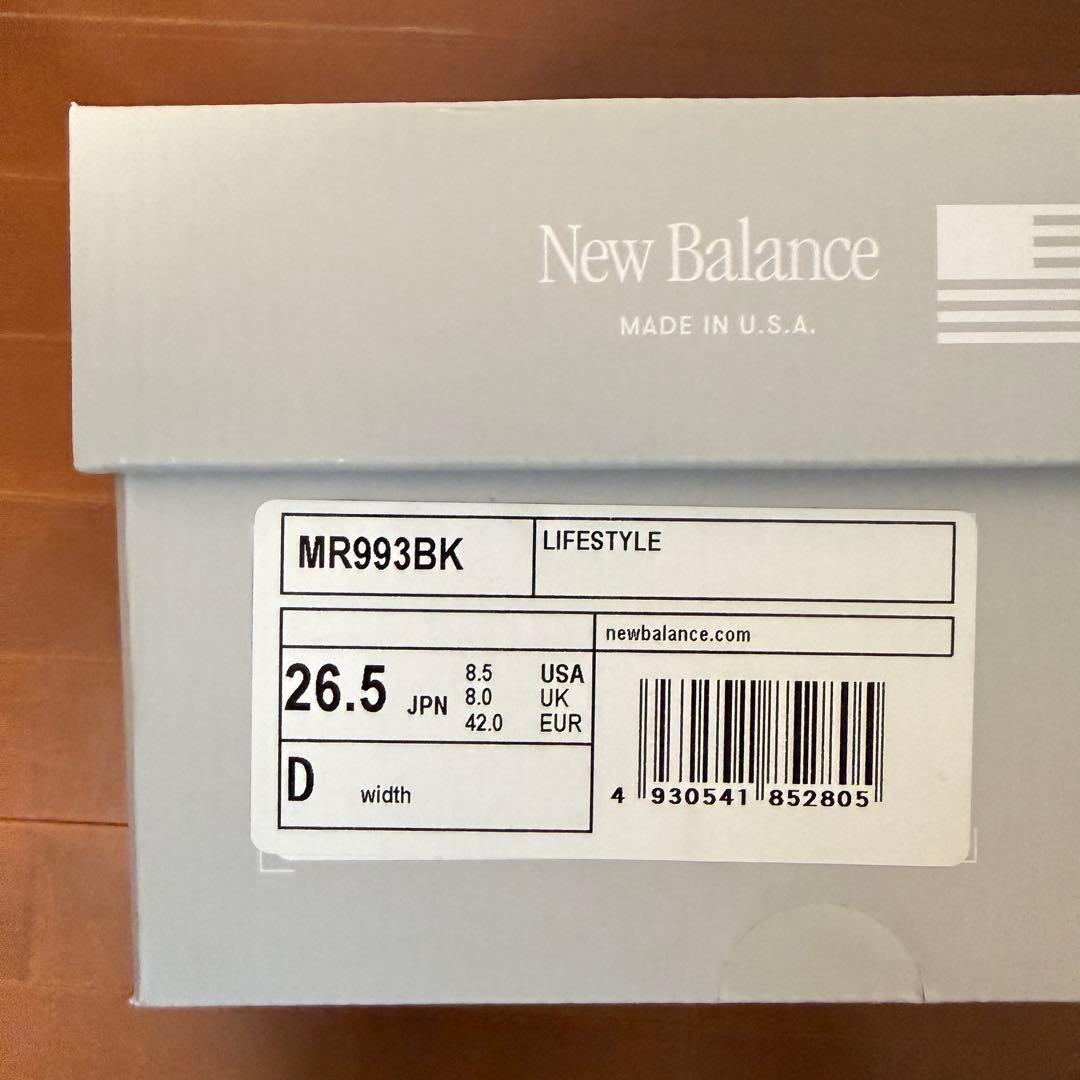 New Balance
MADE IN U.S.A.
MR993BK
LIFESTYLE
newbalance.com
26.5 JPN
8.5 USA
8.0 UK
42.0 EUR
D width
4 930541 852805